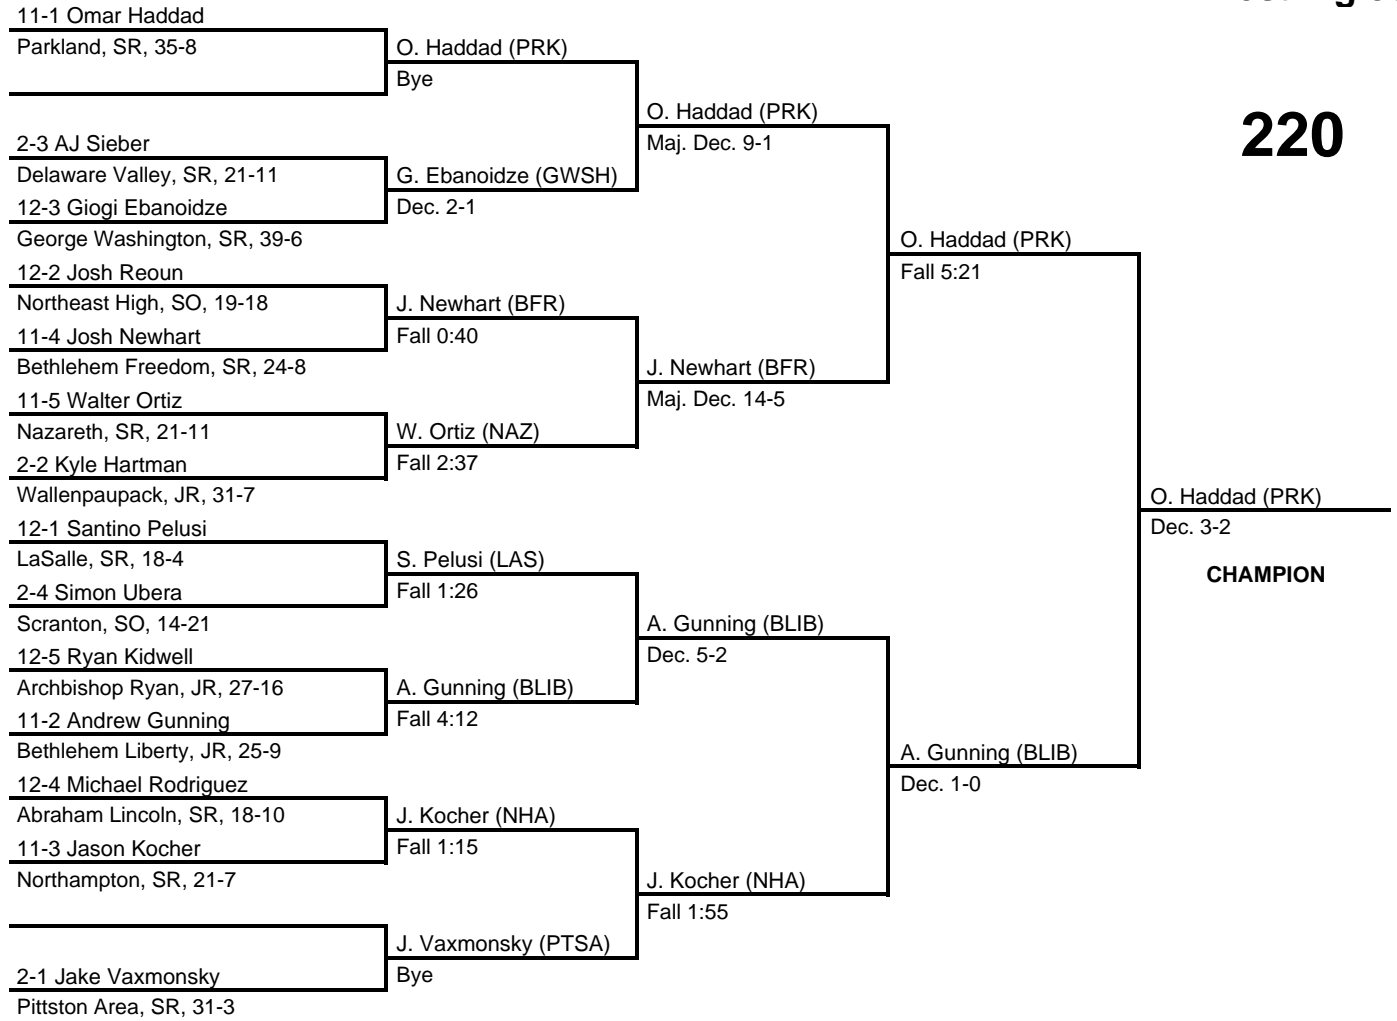 11-1 Omar Haddad
Parkland, SR, 35-8
2-3 AJ Sieber
Delaware Valley, SR, 21-11
12-3 Giogi Ebanoidze
George Washington, SR, 39-6
12-2 Josh Reoun
Northeast High, SO, 19-18
11-4 Josh Newhart
Bethlehem Freedom, SR, 24-8
11-5 Walter Ortiz
Nazareth, SR, 21-11
2-2 Kyle Hartman
Wallenpaupack, JR, 31-7
12-1 Santino Pelusi
LaSalle, SR, 18-4
2-4 Simon Ubera
Scranton, SO, 14-21
12-5 Ryan Kidwell
Archbishop Ryan, JR, 27-16
11-2 Andrew Gunning
Bethlehem Liberty, JR, 25-9
12-4 Michael Rodriguez
Abraham Lincoln, SR, 18-10
11-3 Jason Kocher
Northampton, SR, 21-7
2-1 Jake Vaxmonsky
Pittston Area, SR, 31-3
O. Haddad (PRK)
Bye
G. Ebanoidze (GWSH)
Dec. 2-1
J. Newhart (BFR)
Fall 0:40
W. Ortiz (NAZ)
Fall 2:37
S. Pelusi (LAS)
Fall 1:26
A. Gunning (BLIB)
Fall 4:12
J. Kocher (NHA)
Fall 1:15
J. Vaxmonsky (PTSA)
Bye
O. Haddad (PRK)
Maj. Dec. 9-1
J. Newhart (BFR)
Maj. Dec. 14-5
A. Gunning (BLIB)
Dec. 5-2
J. Kocher (NHA)
Fall 1:55
O. Haddad (PRK)
Fall 5:21
A. Gunning (BLIB)
Dec. 1-0
220
O. Haddad (PRK)
Dec. 3-2
CHAMPION